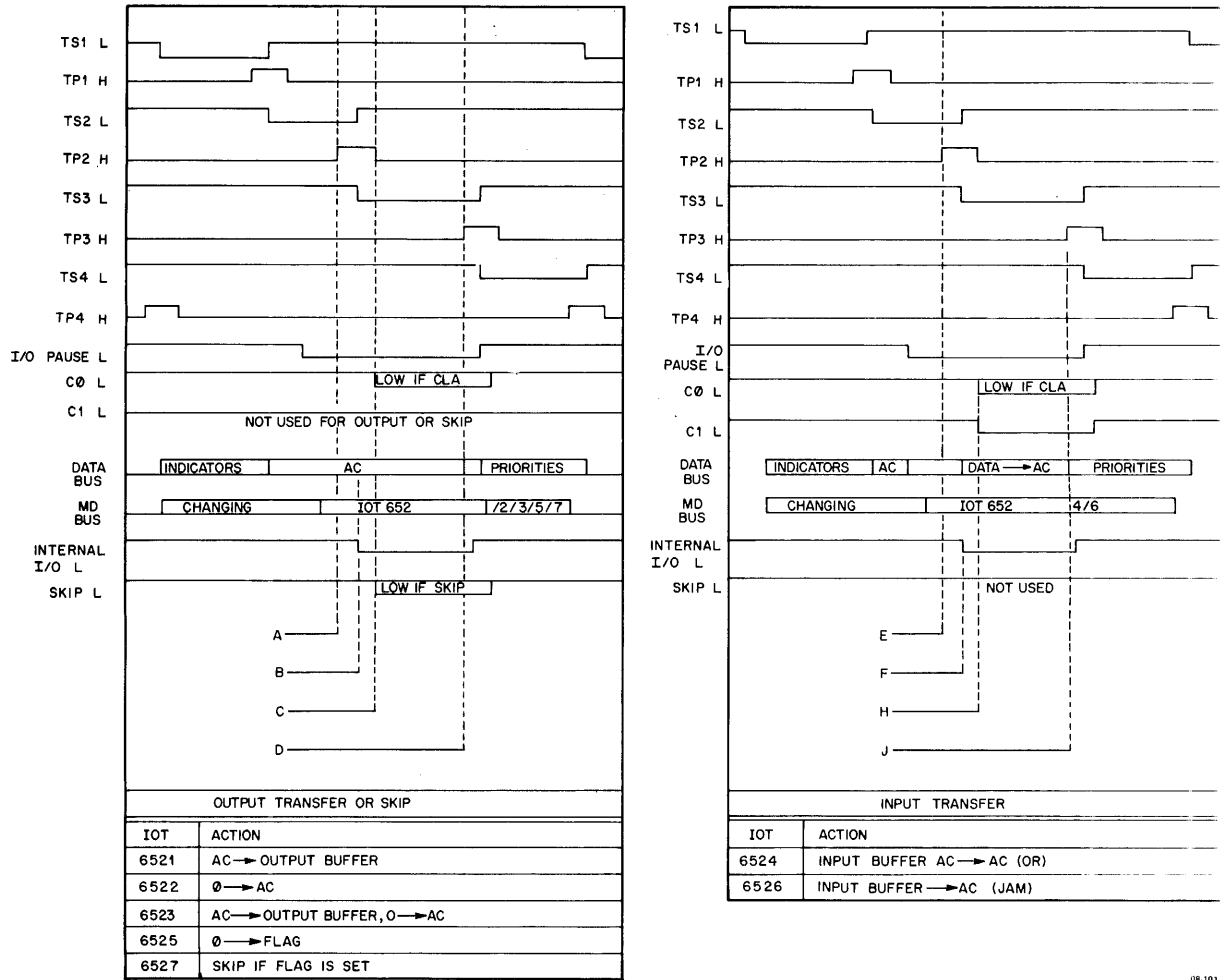 TS1 L
TP1 H
TS2 L
TP2 H
TS3 L
TP3 H
TS4 L
TP4 H
I/O PAUSE L
CØ L
LOW IF CLA
C1 L
NOT USED FOR OUTPUT OR SKIP
DATA BUS
INDICATORS
AC
PRIORITIES
MD BUS
CHANGING
IOT 652
/2/3/5/7
INTERNAL
I/O L
SKIP L
LOW IF SKIP
A
B
C
D
OUTPUT TRANSFER OR SKIP
IOT ACTION
6521 AC→OUTPUT BUFFER
6522 Ø→AC
6523 AC→OUTPUT BUFFER, O→AC
6525 Ø→FLAG
6527 SKIP IF FLAG IS SET
TS1 L
TP1 H
TS2 L
TP2 H
TS3 L
TP3 H
TS4 L
TP4 H
I/O
PAUSE L
CØ L
LOW IF CLA
C1 L
DATA BUS
INDICATORS
AC
DATA→AC
PRIORITIES
MD BUS
CHANGING
IOT 652
4/6
INTERNAL
I/O L
SKIP L
NOT USED
E
F
H
J
INPUT TRANSFER
IOT ACTION
6524 INPUT BUFFER AC→AC (OR)
6526 INPUT BUFFER→AC (JAM)